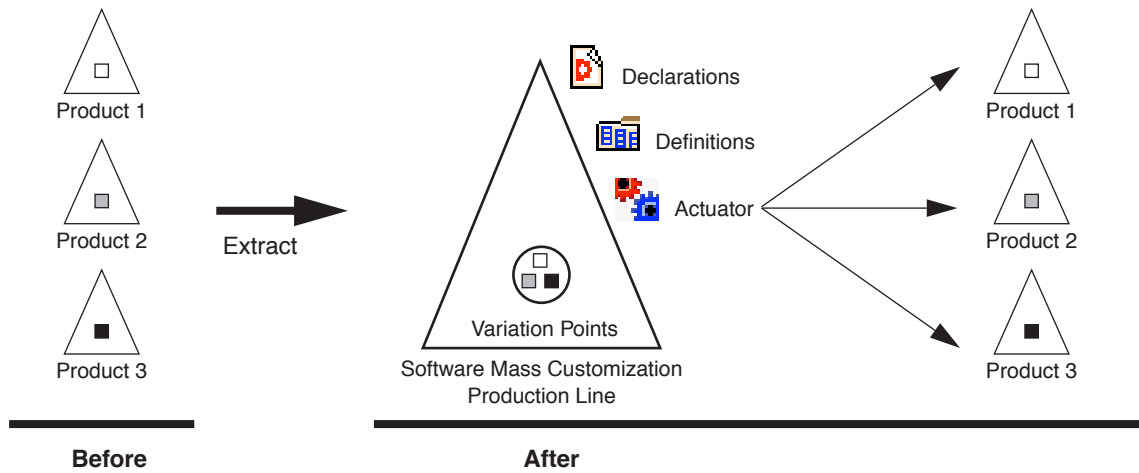 Product 1
Product 2
Product 3
Extract
Declarations
Definitions
Actuator
Variation Points
Software Mass Customization
Production Line
Product 1
Product 2
Product 3
Before
After